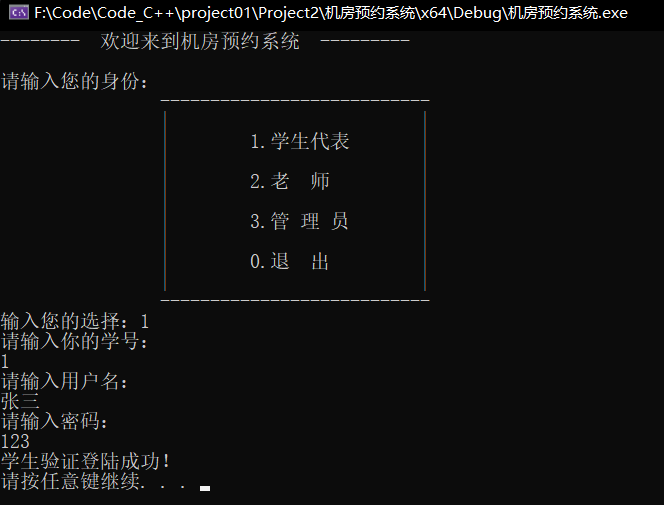 F:\Code\Code_C++\project01\Project2\机房预约系统\x64\Debug\机房预约系统.exe
-------- 欢迎来到机房预约系统 ---------
请输入您的身份：
---------------------------
1.学生代表
2.老 师
3.管 理 员
0.退 出
---------------------------
输入您的选择：1
请输入你的学号：
1
请输入用户名：
张三
请输入密码：
123
学生验证登陆成功！
请按任意键继续. . .